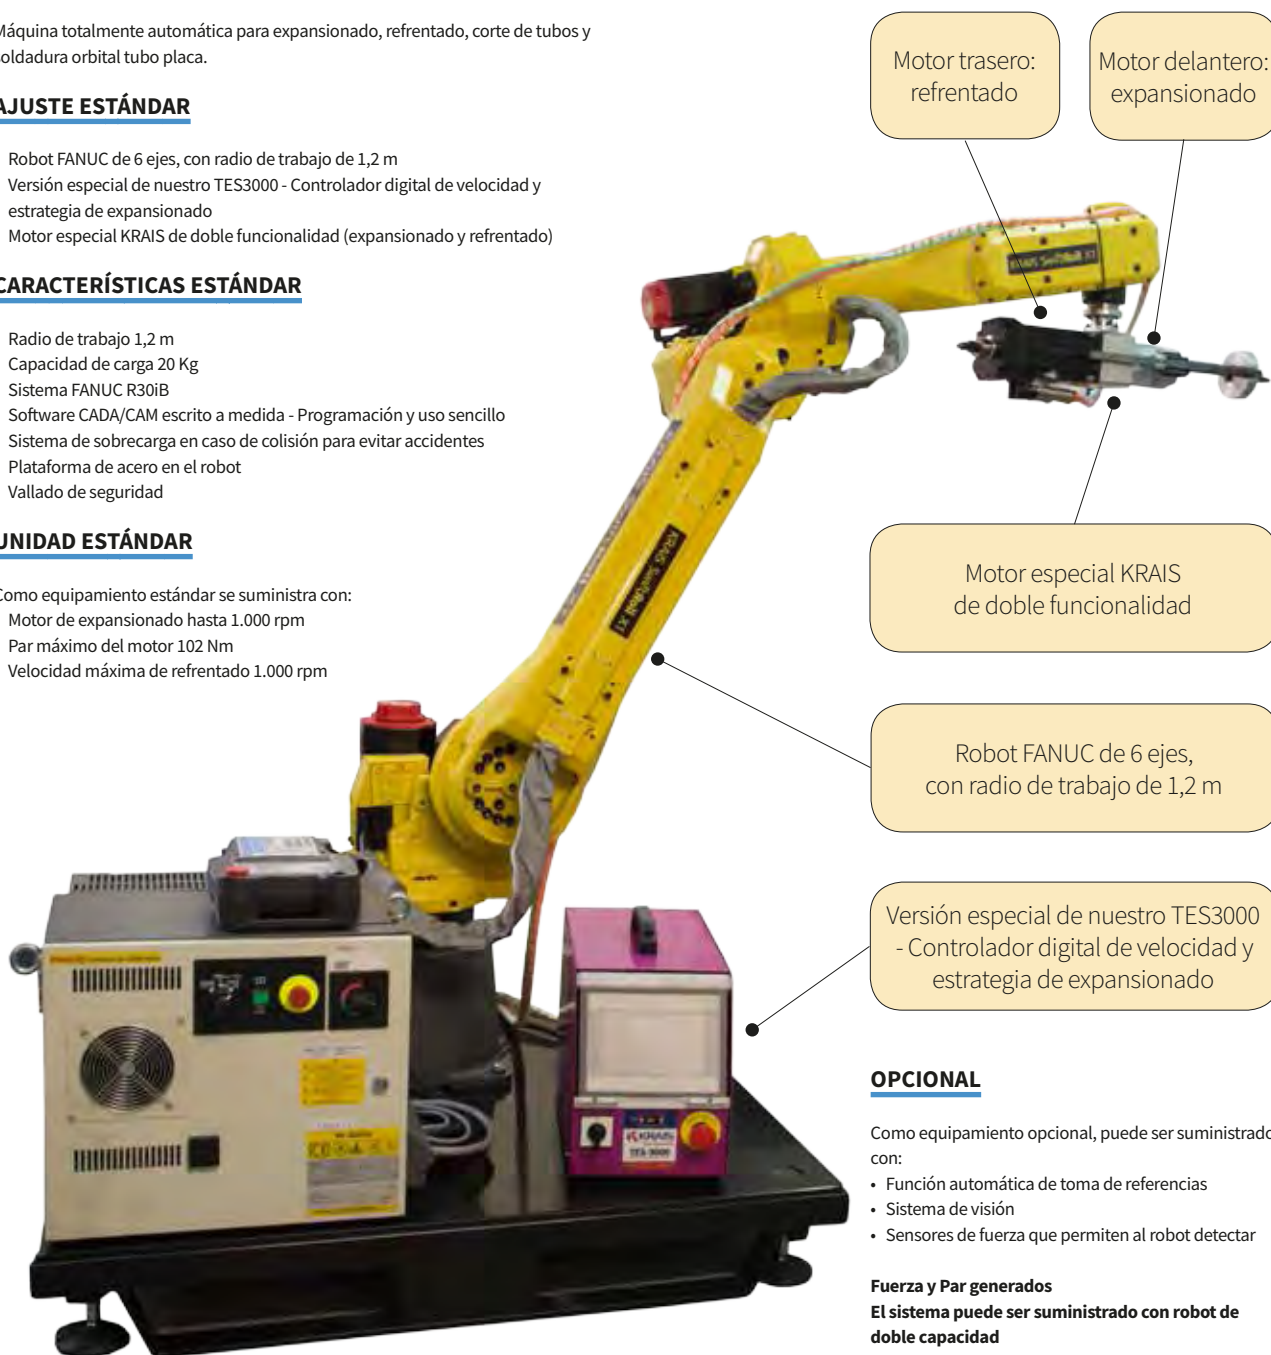 Máquina totalmente automática para expansionado, refrentado, corte de tubos y
soldadura orbital tubo placa.
AJUSTE ESTÁNDAR
Robot FANUC de 6 ejes, con radio de trabajo de 1,2 m
Versión especial de nuestro TES3000 - Controlador digital de velocidad y
estrategia de expansionado
Motor especial KRAIS de doble funcionalidad (expansionado y refrentado)
CARACTERÍSTICAS ESTÁNDAR
Radio de trabajo 1,2 m
Capacidad de carga 20 Kg
Sistema FANUC R30iB
Software CADA/CAM escrito a medida - Programación y uso sencillo
Sistema de sobrecarga en caso de colisión para evitar accidentes
Plataforma de acero en el robot
Vallado de seguridad
UNIDAD ESTÁNDAR
Como equipamiento estándar se suministra con:
Motor de expansionado hasta 1.000 rpm
Par máximo del motor 102 Nm
Velocidad máxima de refrentado 1.000 rpm
Motor trasero:
refrentado
Motor delantero:
expansionado
Motor especial KRAIS
de doble funcionalidad
Robot FANUC de 6 ejes,
con radio de trabajo de 1,2 m
Versión especial de nuestro TES3000
- Controlador digital de velocidad y
estrategia de expansionado
KRAIS
TES-3000
OPCIONAL
Como equipamiento opcional, puede ser suministrado
con:
• Función automática de toma de referencias
• Sistema de visión
• Sensores de fuerza que permiten al robot detectar
Fuerza y Par generados
El sistema puede ser suministrado con robot de
doble capacidad